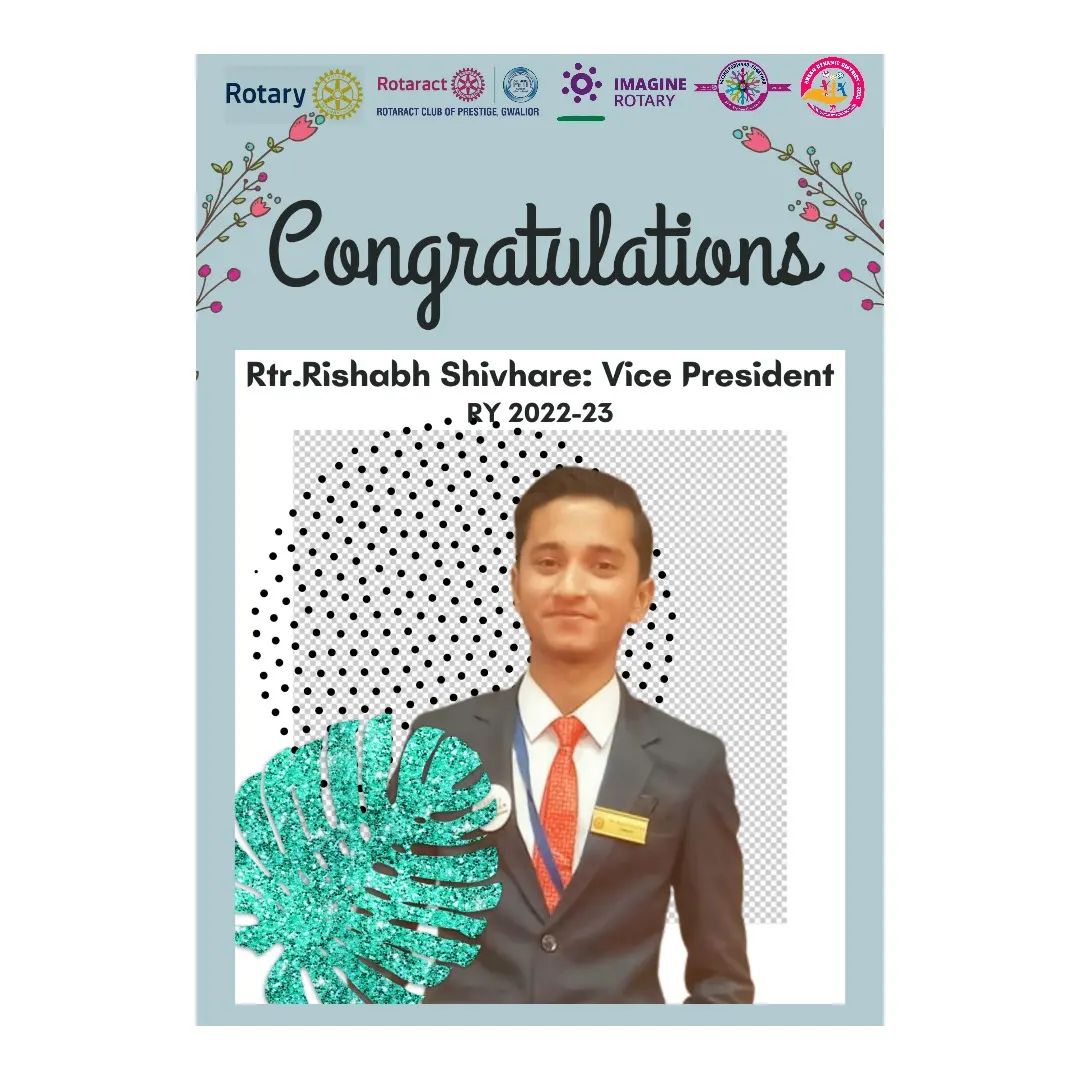 Rotary
Rotaract
ROTARACT CLUB OF PRESTIGE, GWALIOR
IMAGINE
ROTARY
Congratulations
Rtr.Rishabh Shivhare: Vice President
RY 2022-23